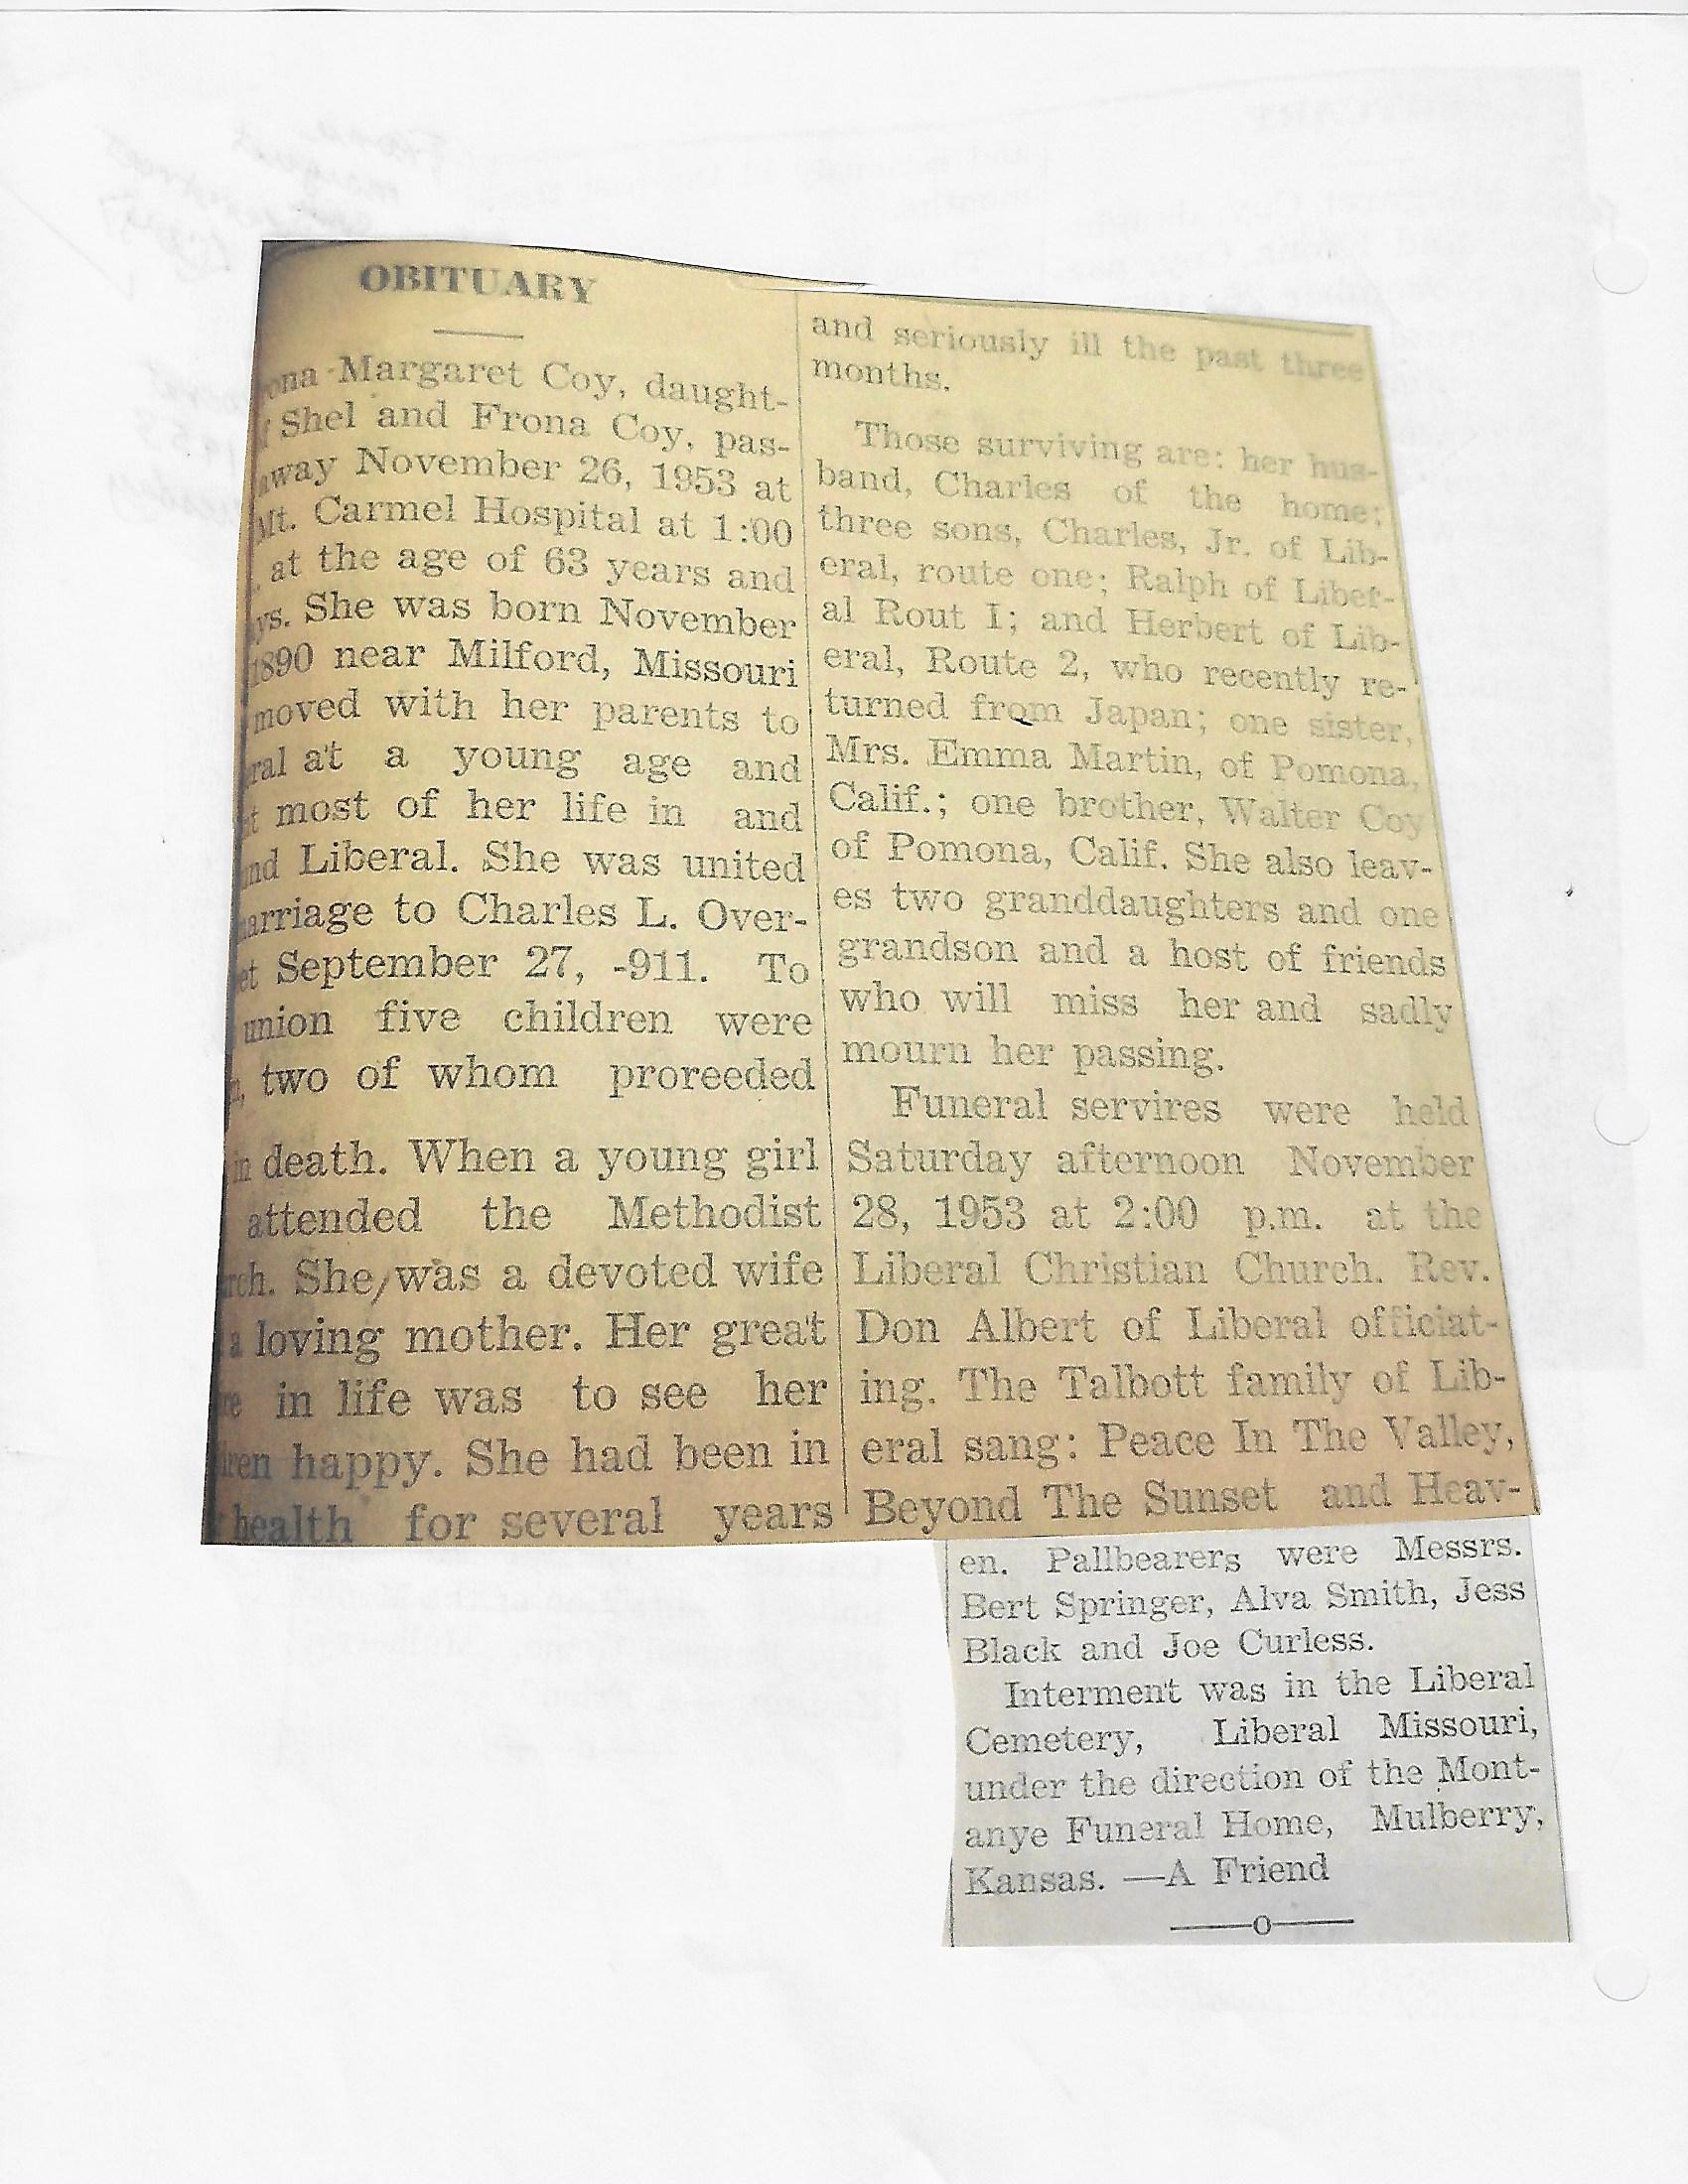 OBITUARY
ona Margaret Coy, daught-
f Shel and Frona Coy, pas-
away November 26, 1953 at
Mt. Carmel Hospital at 1:00
. at the age of 63 years and
ys. She was born November
1890 near Milford, Missouri
moved with her parents to
ral at a young age and
t most of her life in and
nd Liberal. She was united
arriage to Charles L. Over-
et September 27, -911. To
union five children were
n, two of whom proreeded
in death. When a young girl
attended the Methodist
rch. She was a devoted wife
a loving mother. Her great
re in life was to see her
dren happy. She had been in
health for several years
and seriously ill the past three
months.
Those surviving are: her hus-
band, Charles of the home;
three sons, Charles, Jr. of Lib-
eral, route one; Ralph of Liber-
al Rout I; and Herbert of Lib-
eral, Route 2, who recently re-
turned from Japan; one sister,
Mrs. Emma Martin, of Pomona,
Calif.; one brother, Walter Coy
of Pomona, Calif. She also leav-
es two granddaughters and one
grandson and a host of friends
who will miss her and sadly
mourn her passing.
Funeral servires were held
Saturday afternoon November
28, 1953 at 2:00 p.m. at the
Liberal Christian Church. Rev.
Don Albert of Liberal officiat-
ing. The Talbott family of Lib-
eral sang: Peace In The Valley,
Beyond The Sunset and Heav-
en. Pallbearers were Messrs.
Bert Springer, Alva Smith, Jess
Black and Joe Curless.
Interment was in the Liberal
Cemetery, Liberal Missouri,
under the direction of the Mont-
anye Funeral Home, Mulberry,
Kansas. —A Friend